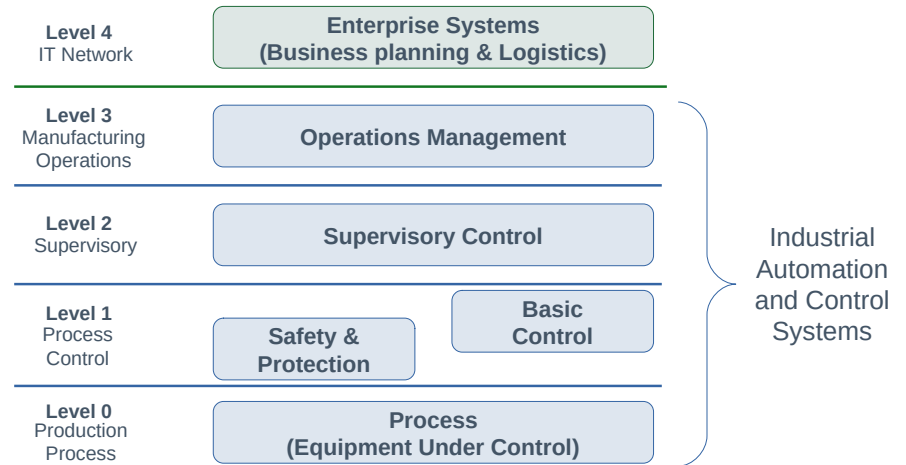 Level 4
IT Network
Enterprise Systems
(Business planning & Logistics)
Level 3
Manufacturing
Operations
Operations Management
Level 2
Supervisory
Supervisory Control
Level 1
Process
Control
Safety &
Protection
Basic
Control
Level 0
Production
Process
Process
(Equipment Under Control)
Industrial
Automation
and Control
Systems